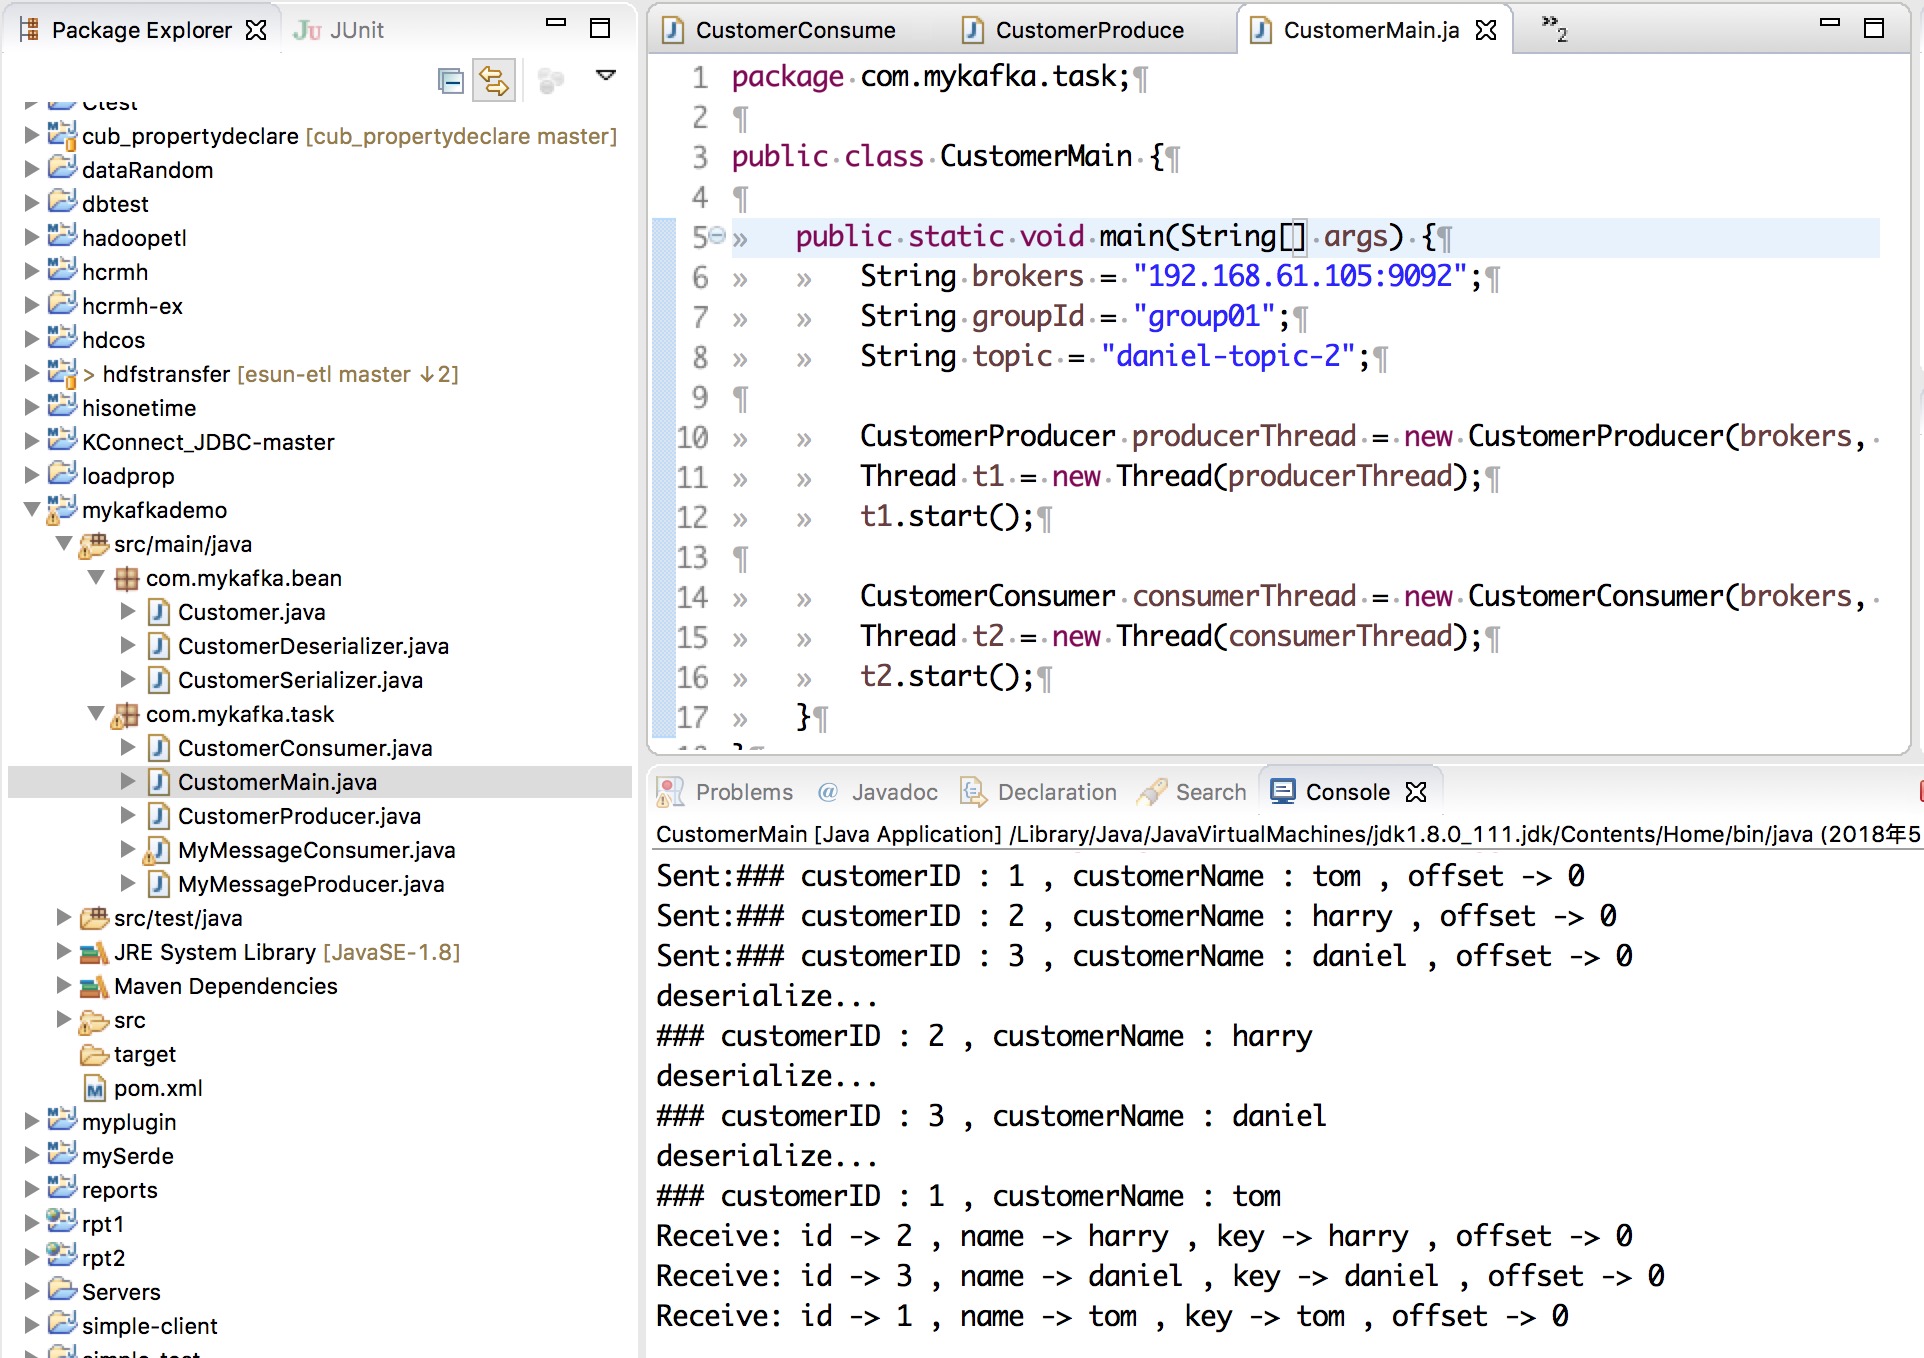 Package Explorer
JUnit
Ctest
cub_propertydeclare [cub_propertydeclare master]
dataRandom
dbtest
hadoopetl
hcrmh
hcrmh-ex
hdcos
> hdfstransfer [esun-etl master ↓2]
hisonetime
KConnect_JDBC-master
loadprop
mykafkademo
src/main/java
com.mykafka.bean
Customer.java
CustomerDeserializer.java
CustomerSerializer.java
com.mykafka.task
CustomerConsumer.java
CustomerMain.java
CustomerProducer.java
MyMessageConsumer.java
MyMessageProducer.java
src/test/java
JRE System Library [JavaSE-1.8]
Maven Dependencies
src
target
pom.xml
myplugin
mySerde
reports
rpt1
rpt2
Servers
simple-client
simple-test
CustomerConsume
CustomerProduce
CustomerMain.ja
»2
1 package com.mykafka.task;¶
2 ¶
3 public class CustomerMain {¶
4 ¶
5 » public static void main(String[] args) {¶
6 » » String brokers = "192.168.61.105:9092";¶
7 » » String groupId = "group01";¶
8 » » String topic = "daniel-topic-2";¶
9 ¶
10 » » CustomerProducer producerThread = new CustomerProducer(brokers,
11 » » Thread t1 = new Thread(producerThread);¶
12 » » t1.start();¶
13 ¶
14 » » CustomerConsumer consumerThread = new CustomerConsumer(brokers,
15 » » Thread t2 = new Thread(consumerThread);¶
16 » » t2.start();¶
17 » }¶
18 }¶
Problems
@ Javadoc
Declaration
Search
Console
CustomerMain [Java Application] /Library/Java/JavaVirtualMachines/jdk1.8.0_111.jdk/Contents/Home/bin/java (2018年5
Sent:### customerID : 1 , customerName : tom , offset -> 0
Sent:### customerID : 2 , customerName : harry , offset -> 0
Sent:### customerID : 3 , customerName : daniel , offset -> 0
deserialize...
### customerID : 2 , customerName : harry
deserialize...
### customerID : 3 , customerName : daniel
deserialize...
### customerID : 1 , customerName : tom
Receive: id -> 2 , name -> harry , key -> harry , offset -> 0
Receive: id -> 3 , name -> daniel , key -> daniel , offset -> 0
Receive: id -> 1 , name -> tom , key -> tom , offset -> 0